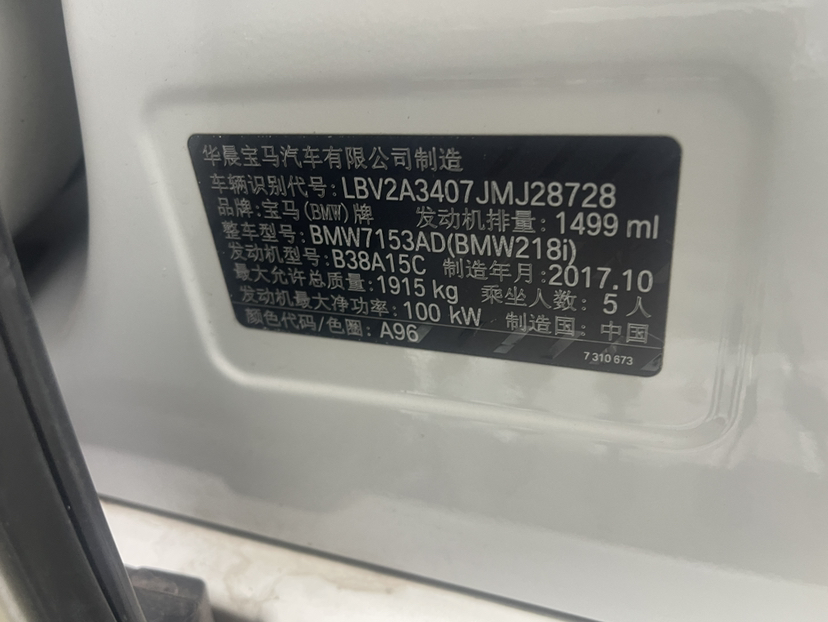 华晨宝马汽车有限公司制造
车辆识别代号: LBV2A3407JMJ28728
品牌: 宝马(BMW)牌 发动机排量: 1499 ml
整车型号: BMW7153AD(BMW218i)
发动机型号: B38A15C 制造年月: 2017.10
最大允许总质量: 1915 kg 乘坐人数: 5 人
发动机最大净功率: 100 kW 制造国: 中国
颜色代码/色圈: A96
7 310 673